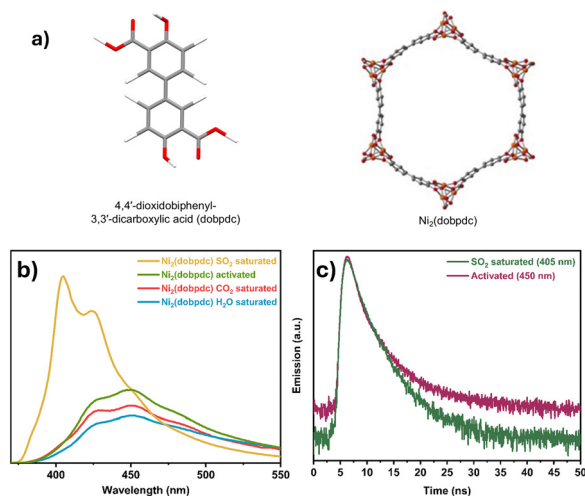 a)
4,4′-dioxidobiphenyl-
3,3′-dicarboxylic acid (dobpdc)
Ni₂(dobpdc)
b)
Ni₂(dobpdc) SO₂ saturated
Ni₂(dobpdc) activated
Ni₂(dobpdc) CO₂ saturated
Ni₂(dobpdc) H₂O saturated
400 450 500 550
Wavelength (nm)
c)
SO₂ saturated (405 nm)
Activated (450 nm)
Emission (a.u.)
0 5 10 15 20 25 30 35 40 45 50
Time (ns)